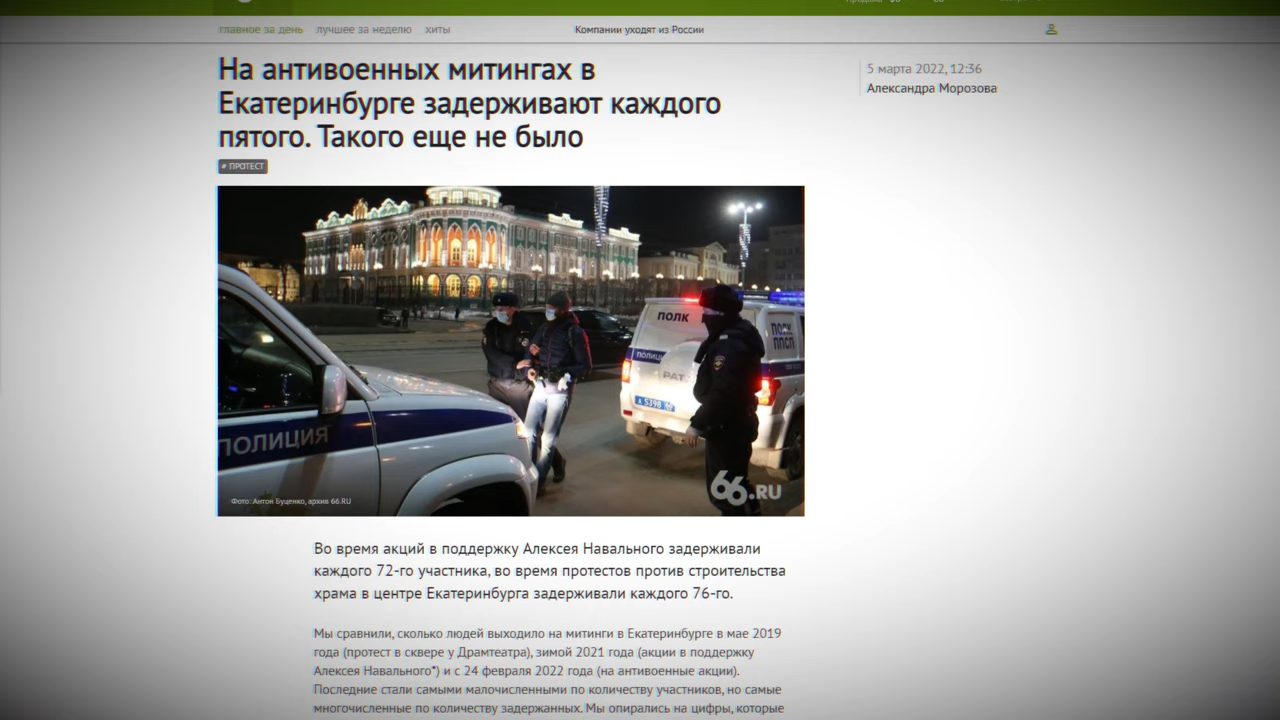 главное за день лучшее за неделю хиты Компании уходят из России
На антивоенных митингах в
Екатеринбурге задерживают каждого
пятого. Такого еще не было
5 марта 2022, 12:36
Александра Морозова
# ПРОТЕСТ
ПОЛК
ПОЛК
ППСП
ПОЛИЦИЯ
66.RU
Фото: Антон Буценко, архив 66.RU
Во время акций в поддержку Алексея Навального задерживали
каждого 72-го участника, во время протестов против строительства
храма в центре Екатеринбурга задерживали каждого 76-го.
Мы сравнили, сколько людей выходило на митинги в Екатеринбурге в мае 2019
года (протест в сквере у Драмтеатра), зимой 2021 года (акции в поддержку
Алексея Навального*) и с 24 февраля 2022 года (на антивоенные акции).
Последние стали самыми малочисленными по количеству участников, но самые
многочисленные по количеству задержанных. Мы опирались на цифры, которые